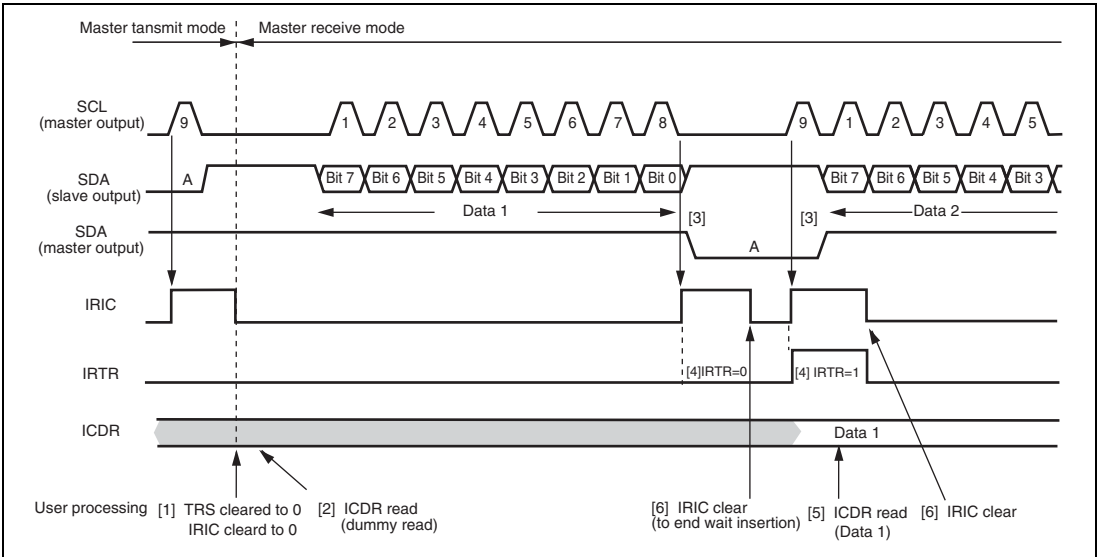 Master tansmit mode Master receive mode
SCL
(master output)
9 1 2 3 4 5 6 7 8 9 1 2 3 4 5
SDA
(slave output)
A Bit 7 Bit 6 Bit 5 Bit 4 Bit 3 Bit 2 Bit 1 Bit 0 Bit 7 Bit 6 Bit 5 Bit 4 Bit 3
Data 1 [3] [3] Data 2
SDA
(master output)
A
IRIC
IRTR
[4]IRTR=0 [4] IRTR=1
ICDR
Data 1
User processing [1] TRS cleared to 0
IRIC cleard to 0
[2] ICDR read
(dummy read)
[6] IRIC clear
(to end wait insertion)
[5] ICDR read
(Data 1)
[6] IRIC clear